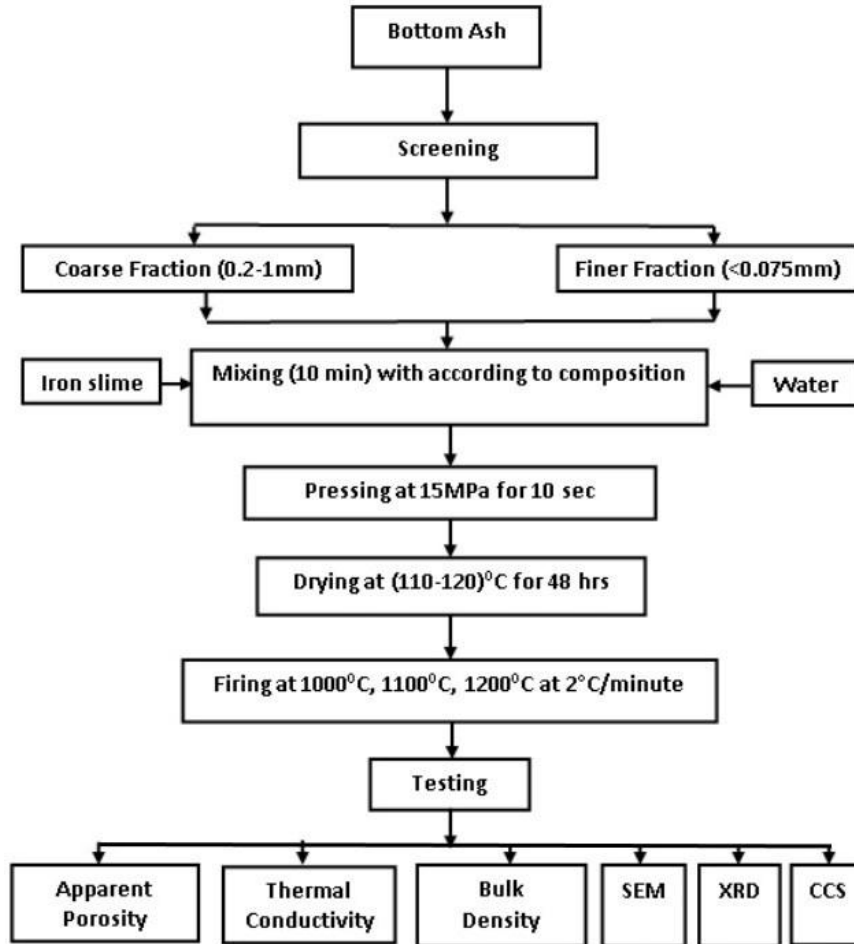 Bottom Ash
Screening
Coarse Fraction (0.2-1mm)
Finer Fraction (<0.075mm)
Iron slime
Mixing (10 min) with according to composition
Water
Pressing at 15MPa for 10 sec
Drying at (110-120)⁰C for 48 hrs
Firing at 1000⁰C, 1100⁰C, 1200⁰C at 2°C/minute
Testing
Apparent
Porosity
Thermal
Conductivity
Bulk
Density
SEM
XRD
CCS